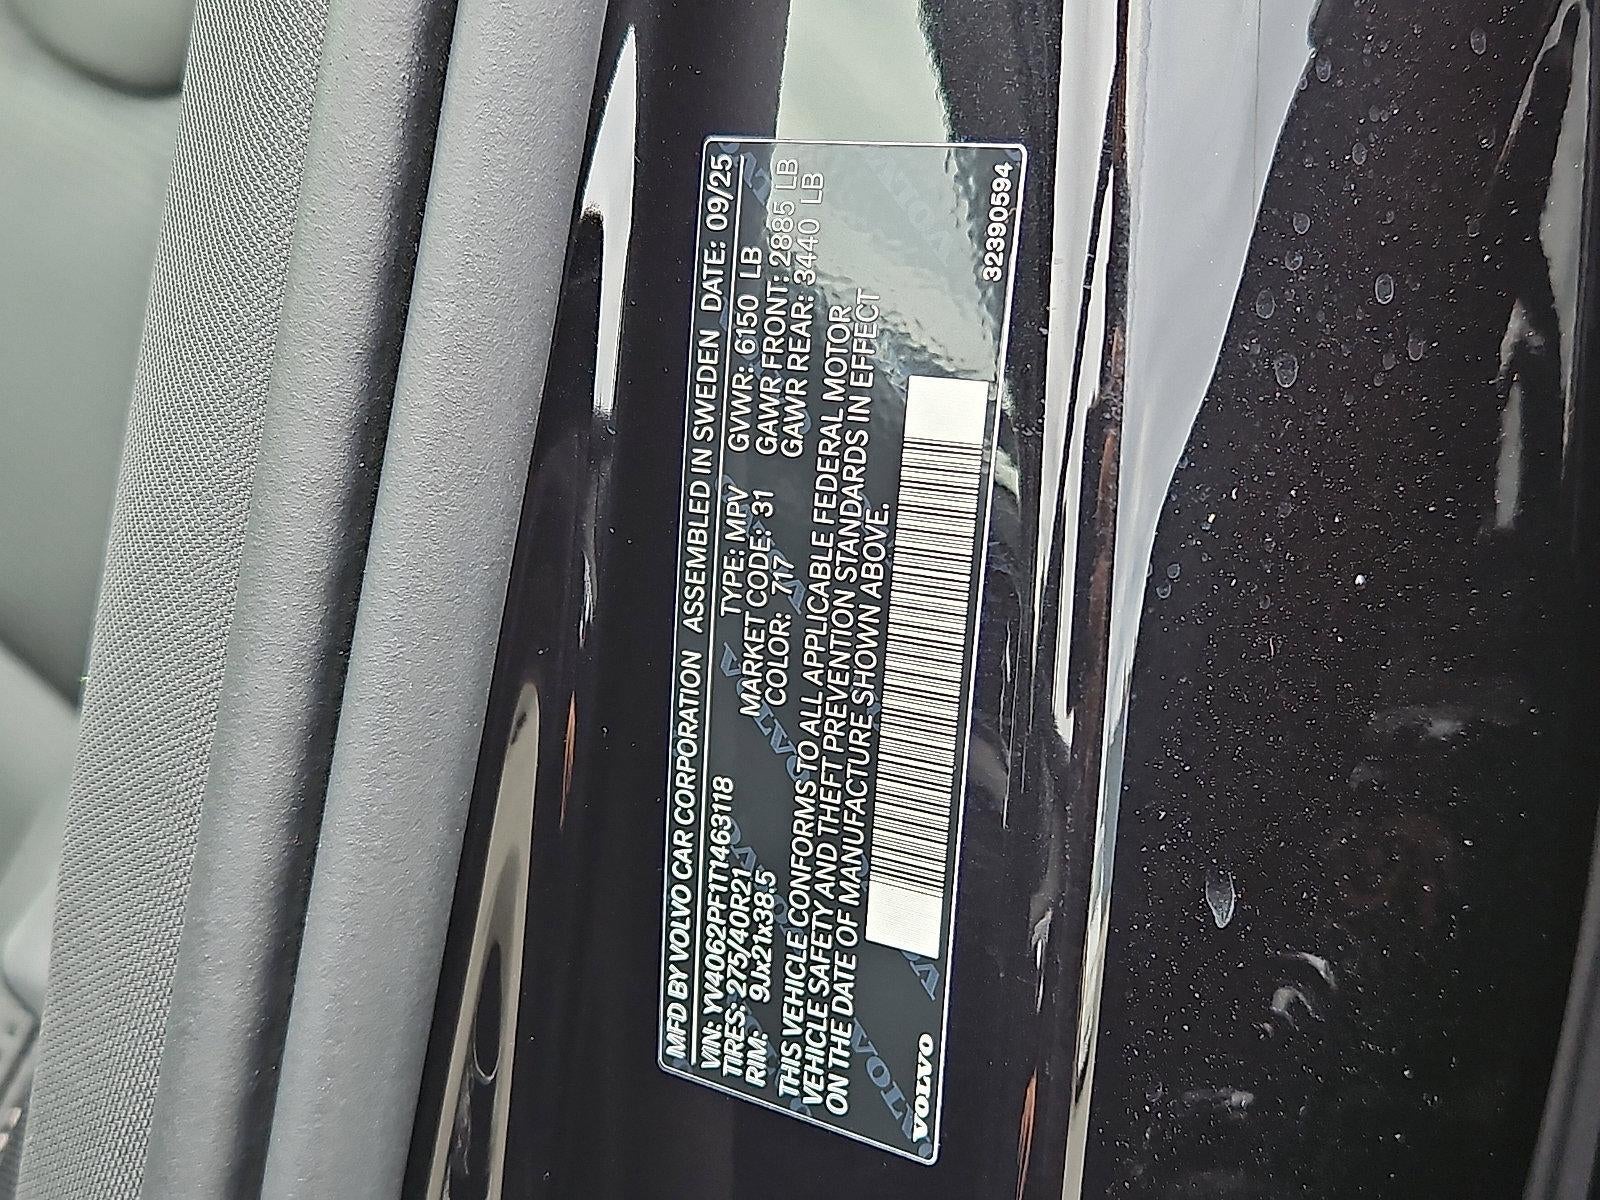 MFD BY VOLVO CAR CORPORATION ASSEMBLED IN SWEDEN DATE: 09/25
VIN: YV4062PF1T1463118 TYPE: MPV GVWR: 6150 LB
TIRES: 275/40R21 MARKET CODE: 31 GAWR FRONT: 2885 LB
RIM: 9Jx21x38.5 COLOR: 717 GAWR REAR: 3440 LB
THIS VEHICLE CONFORMS TO ALL APPLICABLE FEDERAL MOTOR
VEHICLE SAFETY AND THEFT PREVENTION STANDARDS IN EFFECT
ON THE DATE OF MANUFACTURE SHOWN ABOVE.
VOLVO 32390594